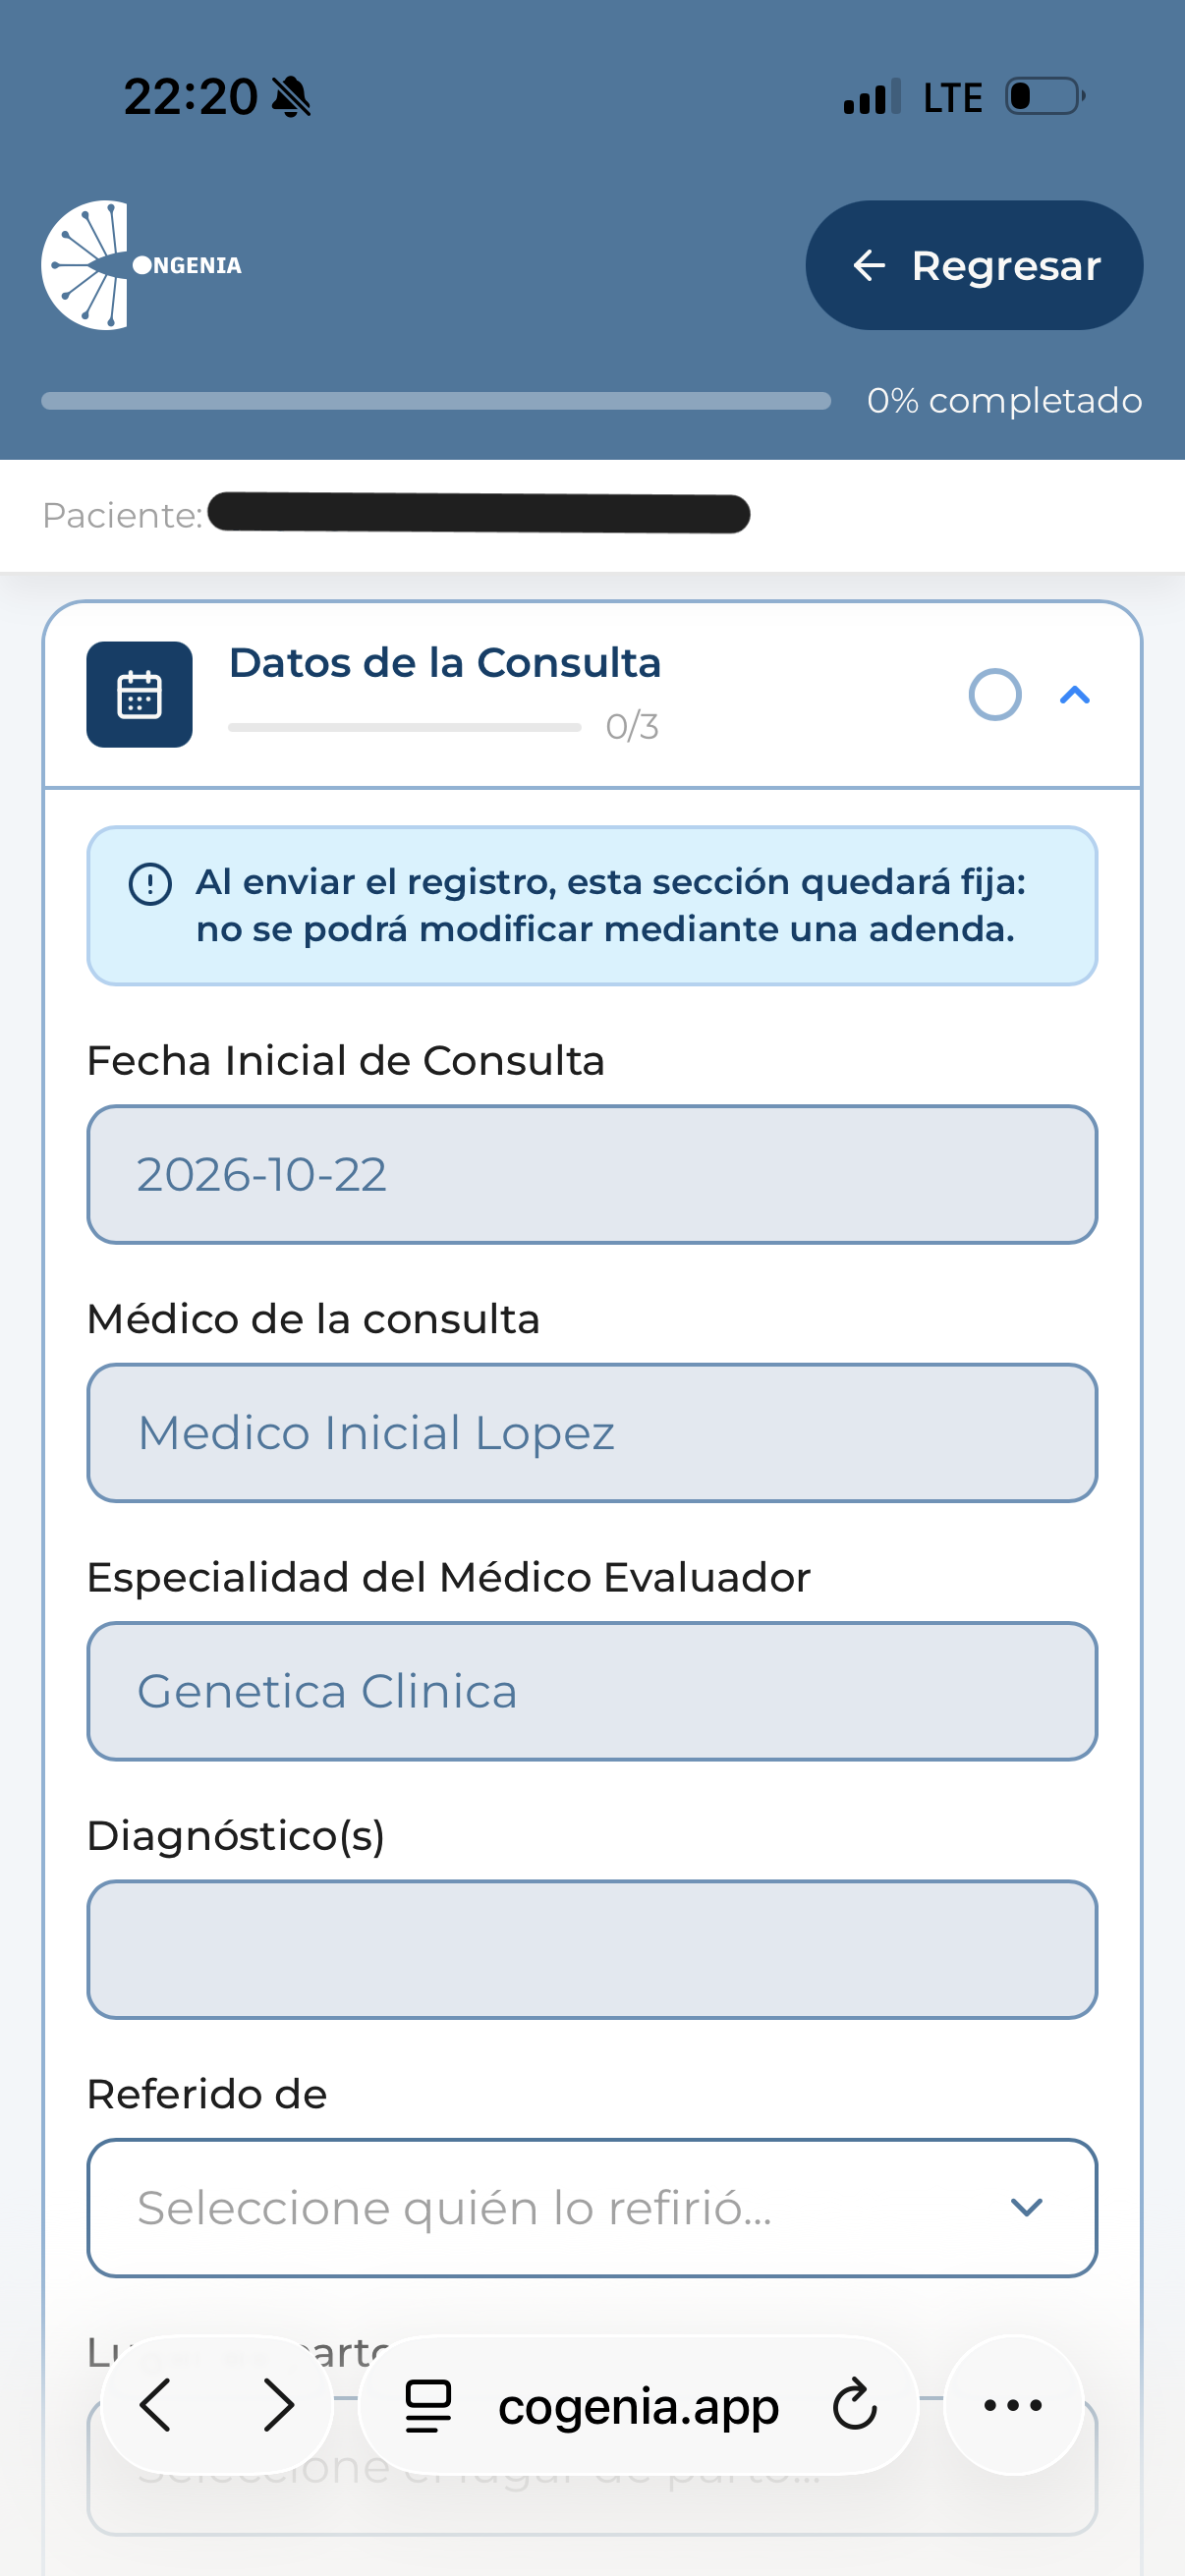 22:20
LTE
ONGENIA
← Regresar
0% completado
Paciente:
Datos de la Consulta
0/3
Al enviar el registro, esta sección quedará fija:
no se podrá modificar mediante una adenda.
Fecha Inicial de Consulta
2026-10-22
Médico de la consulta
Medico Inicial Lopez
Especialidad del Médico Evaluador
Genetica Clinica
Diagnóstico(s)
Referido de
Seleccione quién lo refirió...
cogenia.app